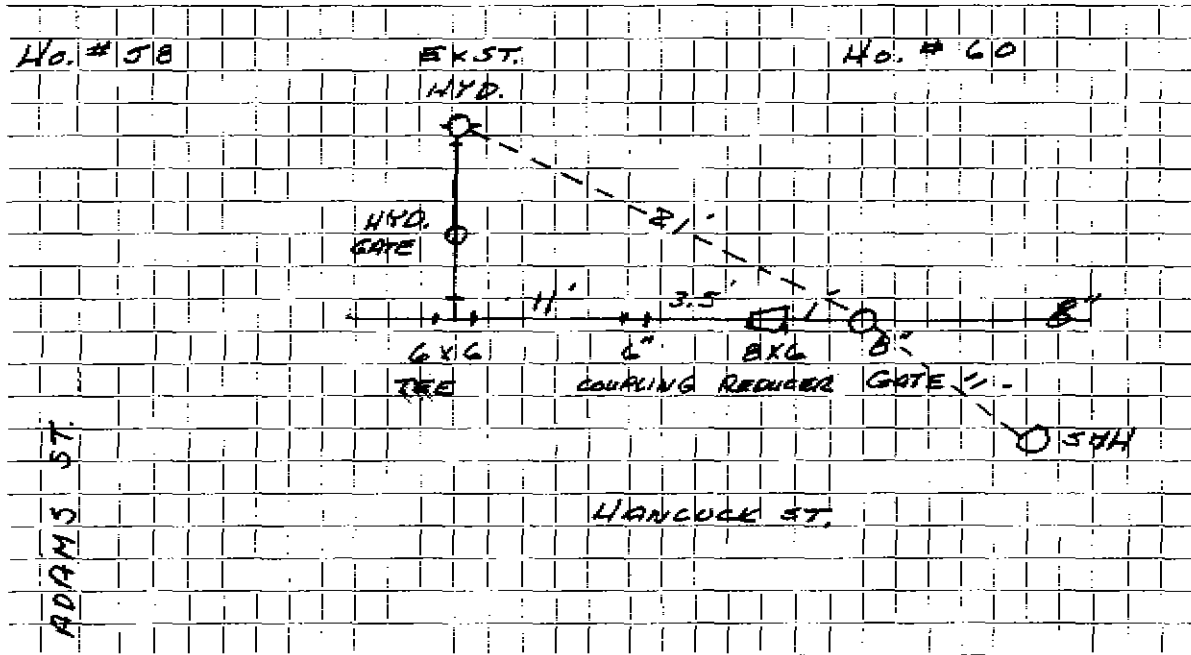 Ho. # 58
EXST.
HYD.
Ho. # 60
HYD.
GATE
21'
11'
3.5'
1'
8"
6x6
TEE
6"
COUPLING
8x6
REDUCER
8"
GATE
SMH
HANCOCK ST.
ADAMS ST.